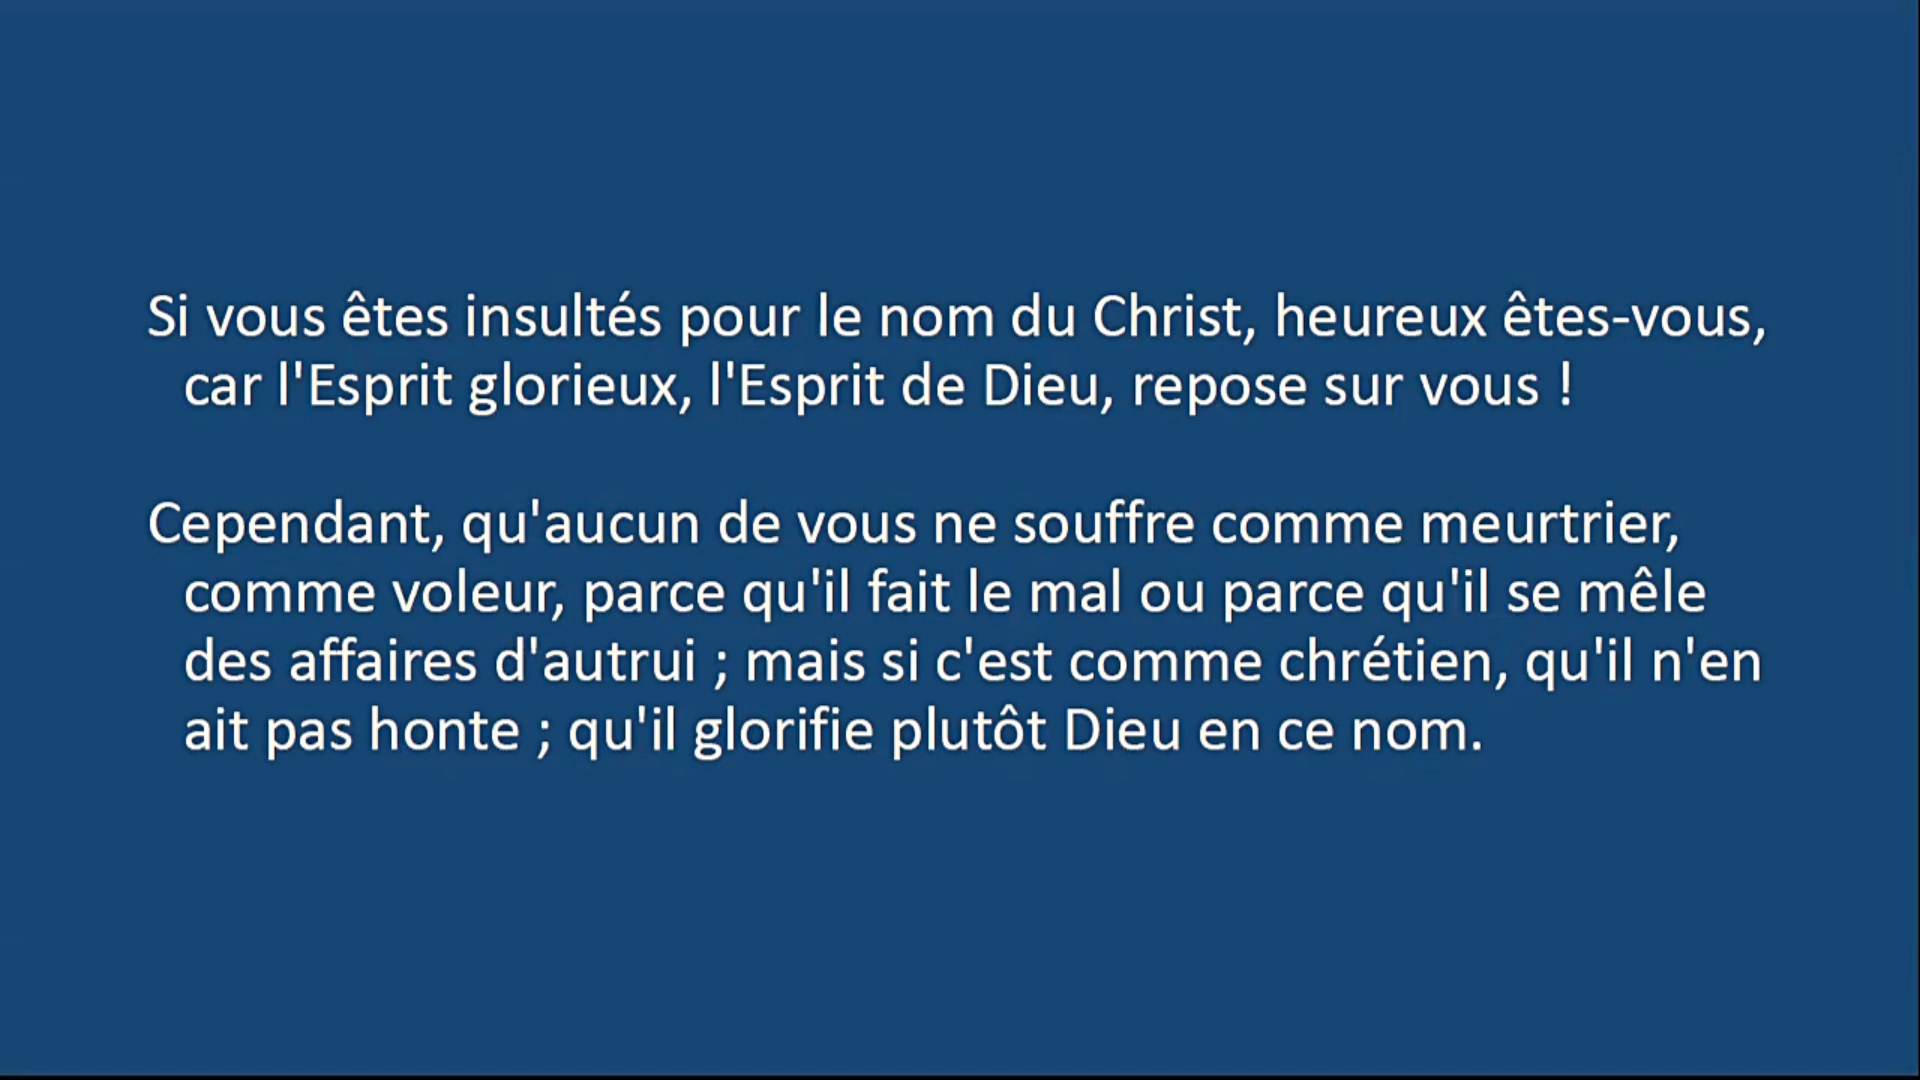 Si vous êtes insultés pour le nom du Christ, heureux êtes-vous,
car l'Esprit glorieux, l'Esprit de Dieu, repose sur vous !
Cependant, qu'aucun de vous ne souffre comme meurtrier,
comme voleur, parce qu'il fait le mal ou parce qu'il se mêle
des affaires d'autrui ; mais si c'est comme chrétien, qu'il n'en
ait pas honte ; qu'il glorifie plutôt Dieu en ce nom.